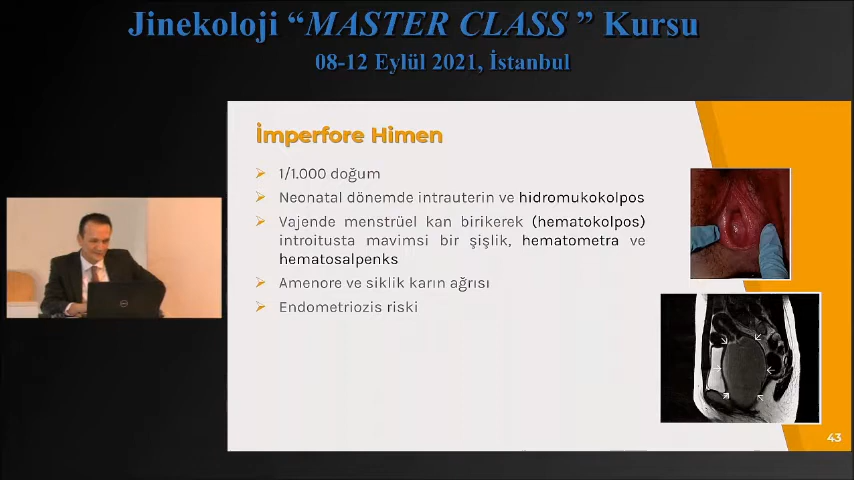 Jinekoloji “MASTER CLASS ” Kursu
08-12 Eylül 2021, İstanbul
İmperfore Himen
➢ 1/1.000 doğum
➢ Neonatal dönemde intrauterin ve hidromukokolpos
➢ Vajende menstrüel kan birikerek (hematokolpos)
introitusta mavimsi bir şişlik, hematometra ve
hematosalpenks
➢ Amenore ve siklik karın ağrısı
➢ Endometriozis riski
43